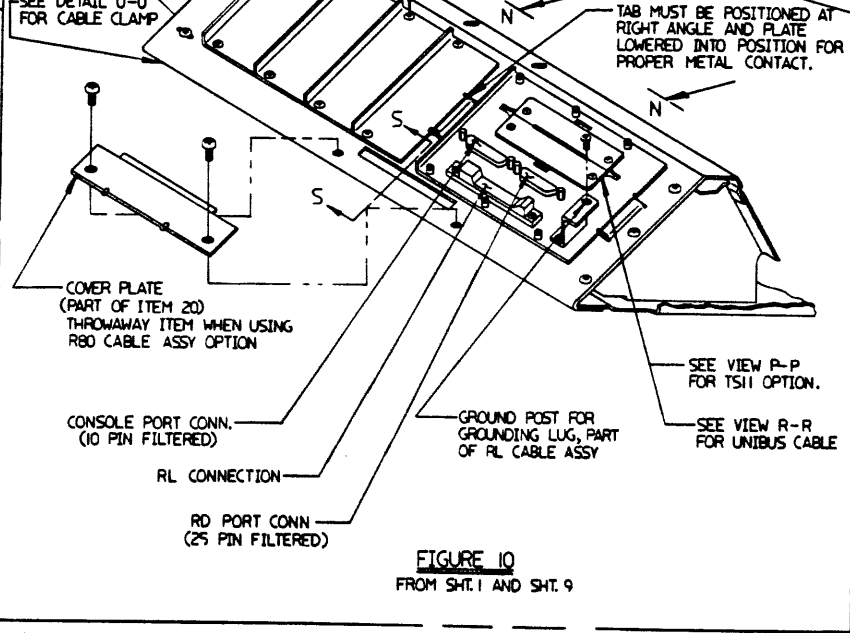 SEE DETAIL U-U
FOR CABLE CLAMP
N
TAB MUST BE POSITIONED AT
RIGHT ANGLE AND PLATE
LOWERED INTO POSITION FOR
PROPER METAL CONTACT.
N
S
S
COVER PLATE
(PART OF ITEM 20)
THROWAWAY ITEM WHEN USING
R80 CABLE ASSY OPTION
SEE VIEW P-P
FOR TS11 OPTION.
CONSOLE PORT CONN.
(10 PIN FILTERED)
GROUND POST FOR
GROUNDING LUG, PART
OF RL CABLE ASSY
SEE VIEW R-R
FOR UNIBUS CABLE
RL CONNECTION
RD PORT CONN
(25 PIN FILTERED)
FIGURE 10
FROM SHT. 1 AND SHT. 9